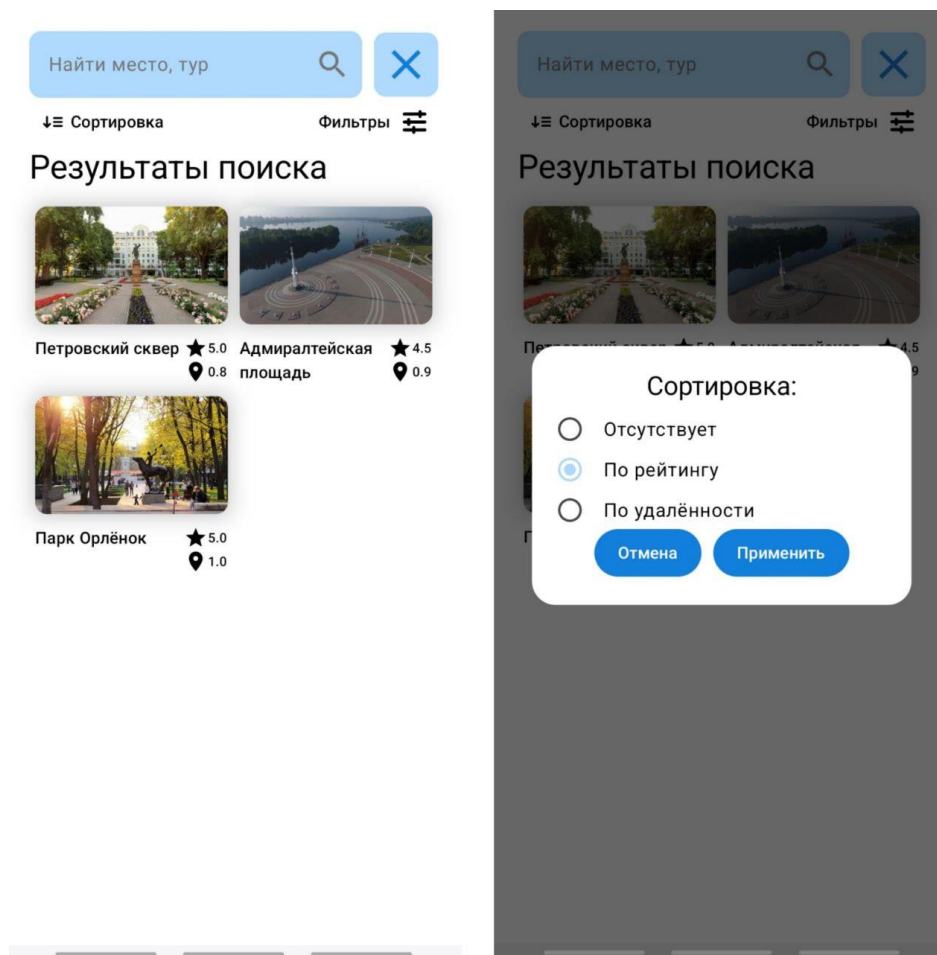 Найти место, тур
Сортировка
Фильтры
Результаты поиска
Петровский сквер
5.0
0.8
Адмиралтейская
площадь
4.5
0.9
Парк Орлёнок
5.0
1.0
Найти место, тур
Сортировка
Фильтры
Результаты поиска
4.5
9
Сортировка:
Отсутствует
По рейтингу
По удалённости
Отмена
Применить